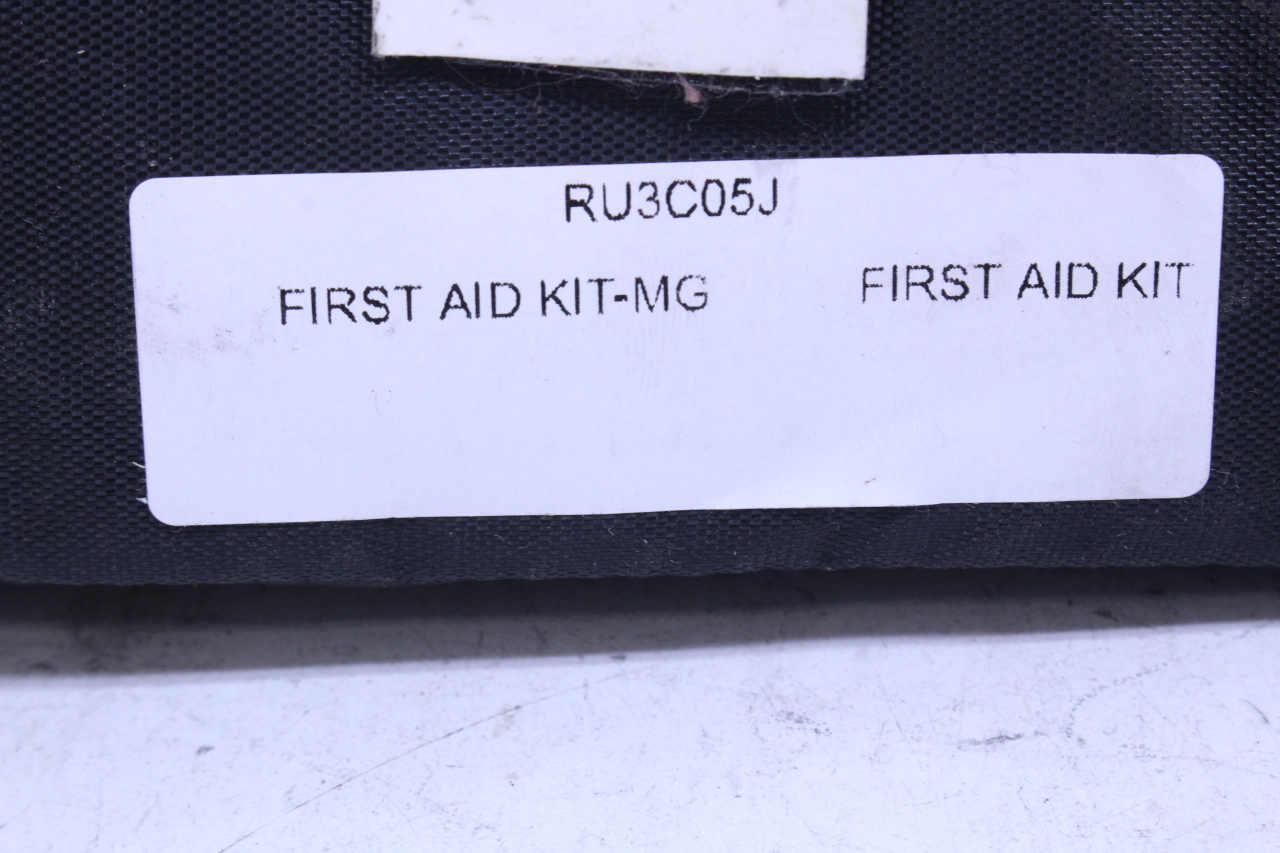 RU3C05J
FIRST AID KIT-MG FIRST AID KIT